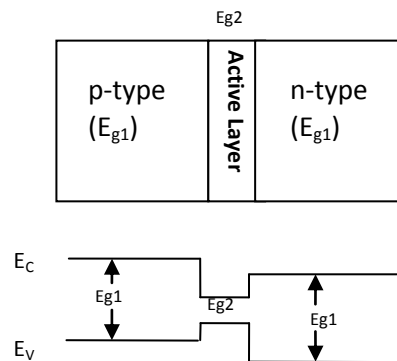 Eg2
p-type
(Eg1)
Active Layer
n-type
(Eg1)
EC
Eg1
Eg2
Eg1
EV